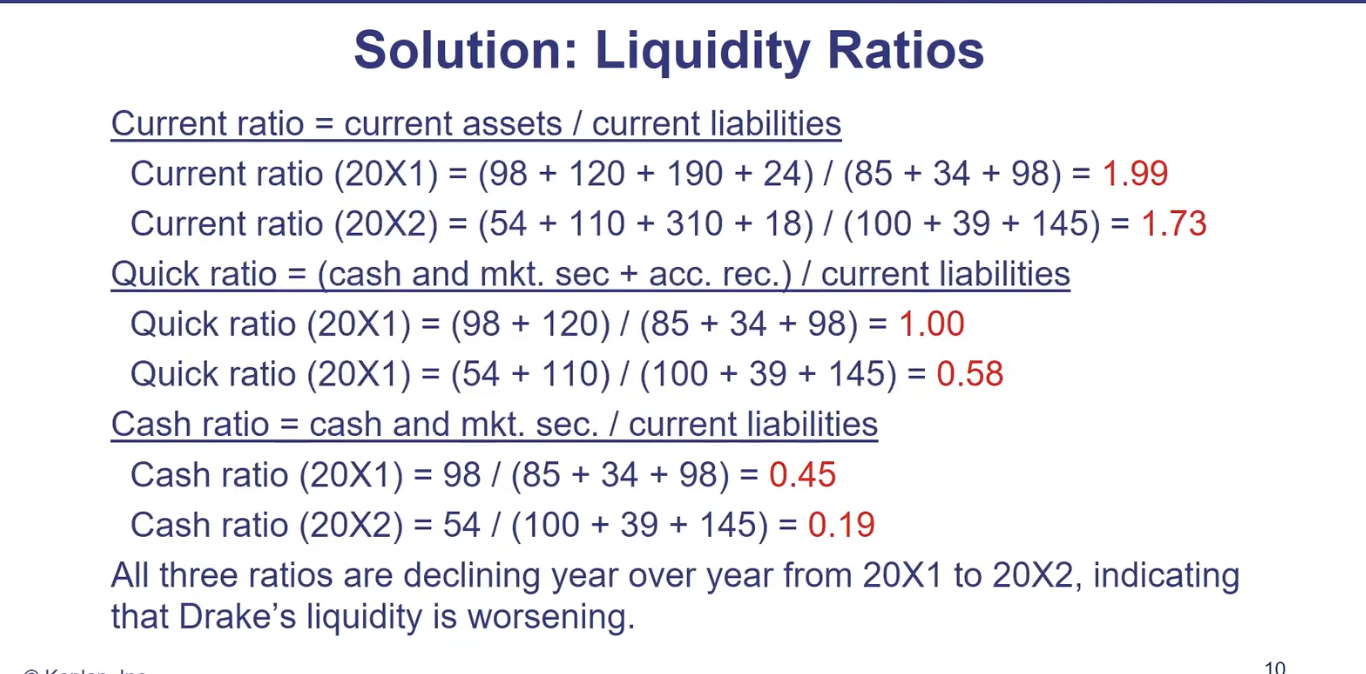 Solution: Liquidity Ratios
Current ratio = current assets / current liabilities
Current ratio (20X1) = (98 + 120 + 190 + 24) / (85 + 34 + 98) = 1.99
Current ratio (20X2) = (54 + 110 + 310 + 18) / (100 + 39 + 145) = 1.73
Quick ratio = (cash and mkt. sec + acc. rec.) / current liabilities
Quick ratio (20X1) = (98 + 120) / (85 + 34 + 98) = 1.00
Quick ratio (20X1) = (54 + 110) / (100 + 39 + 145) = 0.58
Cash ratio = cash and mkt. sec. / current liabilities
Cash ratio (20X1) = 98 / (85 + 34 + 98) = 0.45
Cash ratio (20X2) = 54 / (100 + 39 + 145) = 0.19
All three ratios are declining year over year from 20X1 to 20X2, indicating
that Drake’s liquidity is worsening.
© Kaplan, Inc.
10